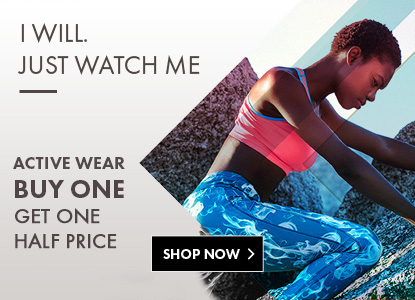 I WILL.
JUST WATCH ME
ACTIVE WEAR
BUY ONE
GET ONE
HALF PRICE
SHOP NOW